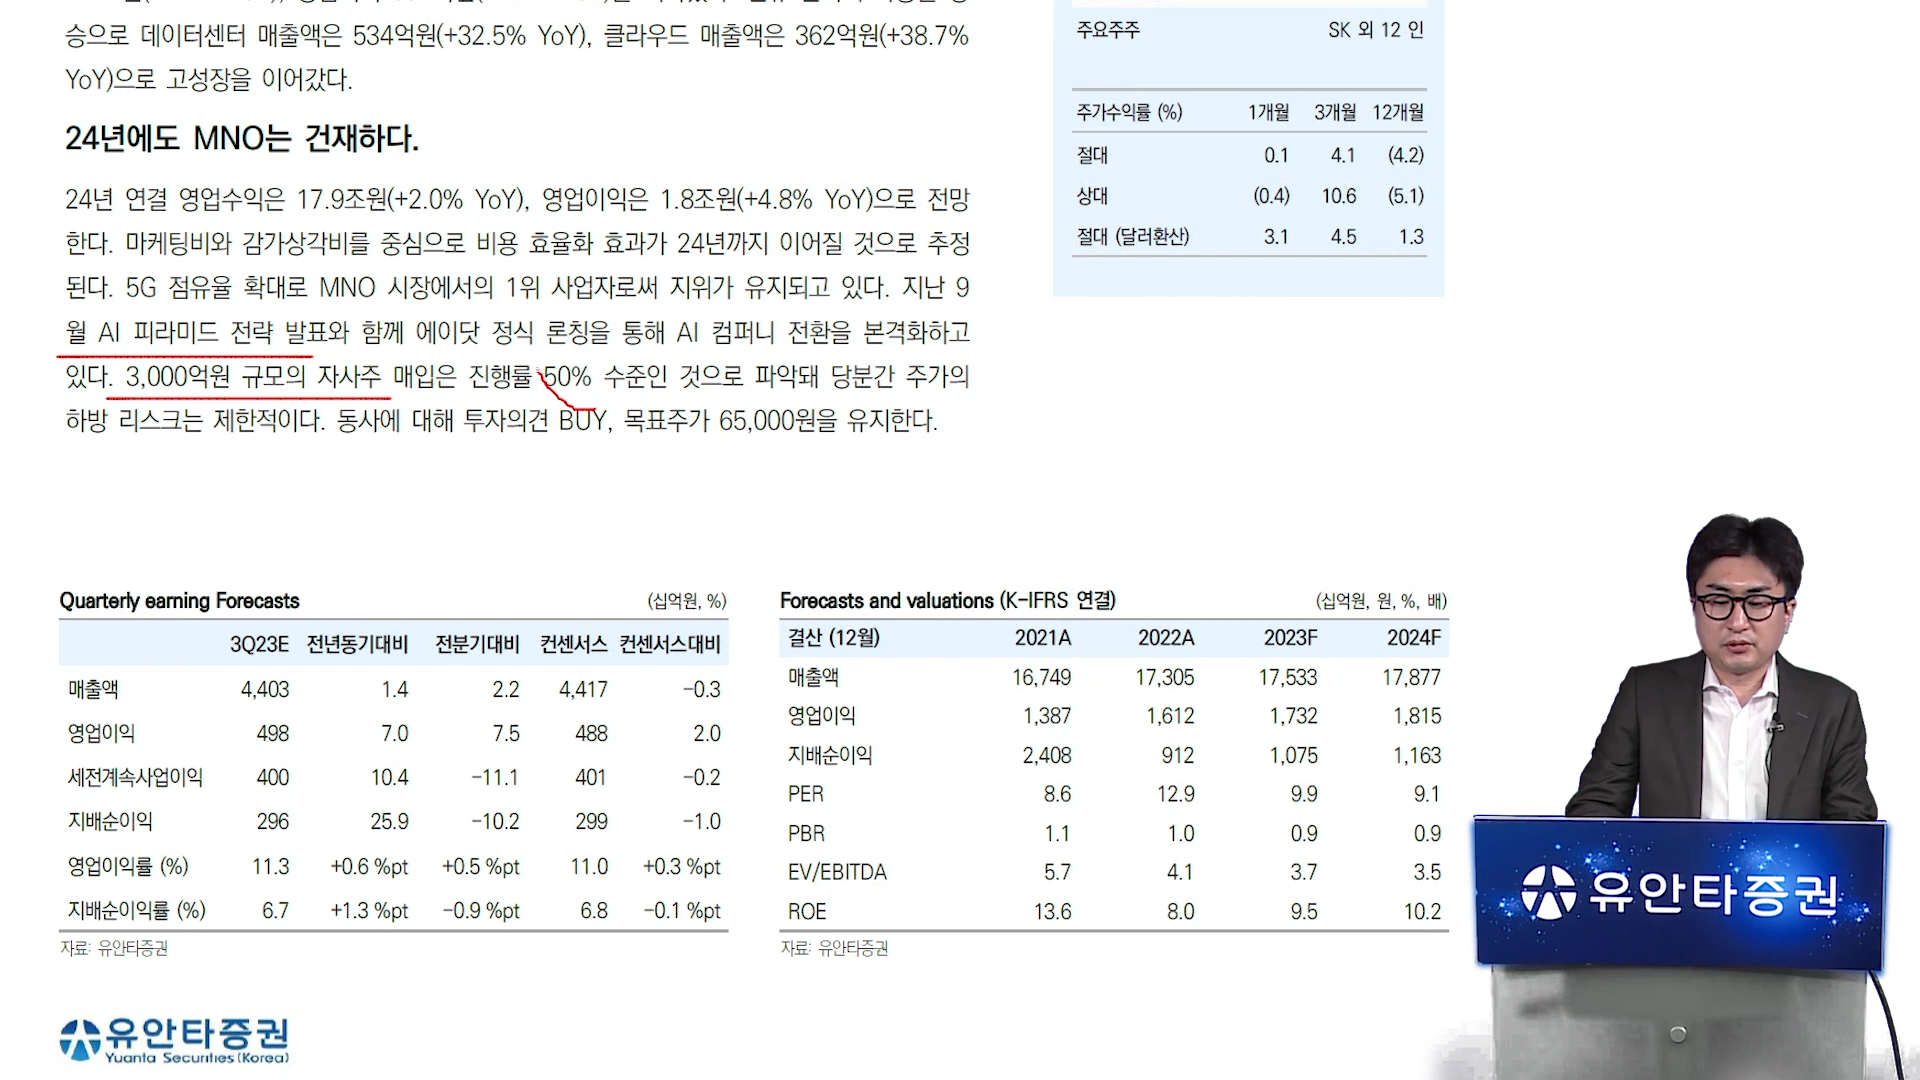 승으로 데이터센터 매출액은 534억원(+32.5% YoY), 클라우드 매출액은 362억원(+38.7%
YoY)으로 고성장을 이어갔다.
24년에도 MNO는 건재하다.
24년 연결 영업수익은 17.9조원(+2.0% YoY), 영업이익은 1.8조원(+4.8% YoY)으로 전망
한다. 마케팅비와 감가상각비를 중심으로 비용 효율화 효과가 24년까지 이어질 것으로 추정
된다. 5G 점유율 확대로 MNO 시장에서의 1위 사업자로써 지위가 유지되고 있다. 지난 9
월 AI 피라미드 전략 발표와 함께 에이닷 정식 론칭을 통해 AI 컴퍼니 전환을 본격화하고
있다. 3,000억원 규모의 자사주 매입은 진행률 50% 수준인 것으로 파악돼 당분간 주가의
하방 리스크는 제한적이다. 동사에 대해 투자의견 BUY, 목표주가 65,000원을 유지한다.
주요주주 SK 외 12 인
주가수익률 (%) 1개월 3개월 12개월
절대 0.1 4.1 (4.2)
상대 (0.4) 10.6 (5.1)
절대 (달러환산) 3.1 4.5 1.3
Quarterly earning Forecasts (십억원, %)
3Q23E 전년동기대비 전분기대비 컨센서스 컨센서스대비
매출액 4,403 1.4 2.2 4,417 -0.3
영업이익 498 7.0 7.5 488 2.0
세전계속사업이익 400 10.4 -11.1 401 -0.2
지배순이익 296 25.9 -10.2 299 -1.0
영업이익률 (%) 11.3 +0.6 %pt +0.5 %pt 11.0 +0.3 %pt
지배순이익률 (%) 6.7 +1.3 %pt -0.9 %pt 6.8 -0.1 %pt
자료: 유안타증권
Forecasts and valuations (K-IFRS 연결) (십억원, 원, %, 배)
결산 (12월) 2021A 2022A 2023F 2024F
매출액 16,749 17,305 17,533 17,877
영업이익 1,387 1,612 1,732 1,815
지배순이익 2,408 912 1,075 1,163
PER 8.6 12.9 9.9 9.1
PBR 1.1 1.0 0.9 0.9
EV/EBITDA 5.7 4.1 3.7 3.5
ROE 13.6 8.0 9.5 10.2
자료: 유안타증권
유안타증권
유안타증권
Yuanta Securities (Korea)